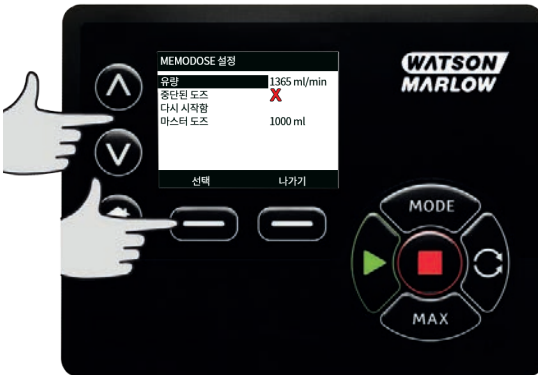 MEMODOSE 설정
유량 1365 ml/min
중단된 도즈 X
다시 시작함
마스터 도즈 1000 ml
선택 나가기
WATSON
MARLOW
MODE
MAX